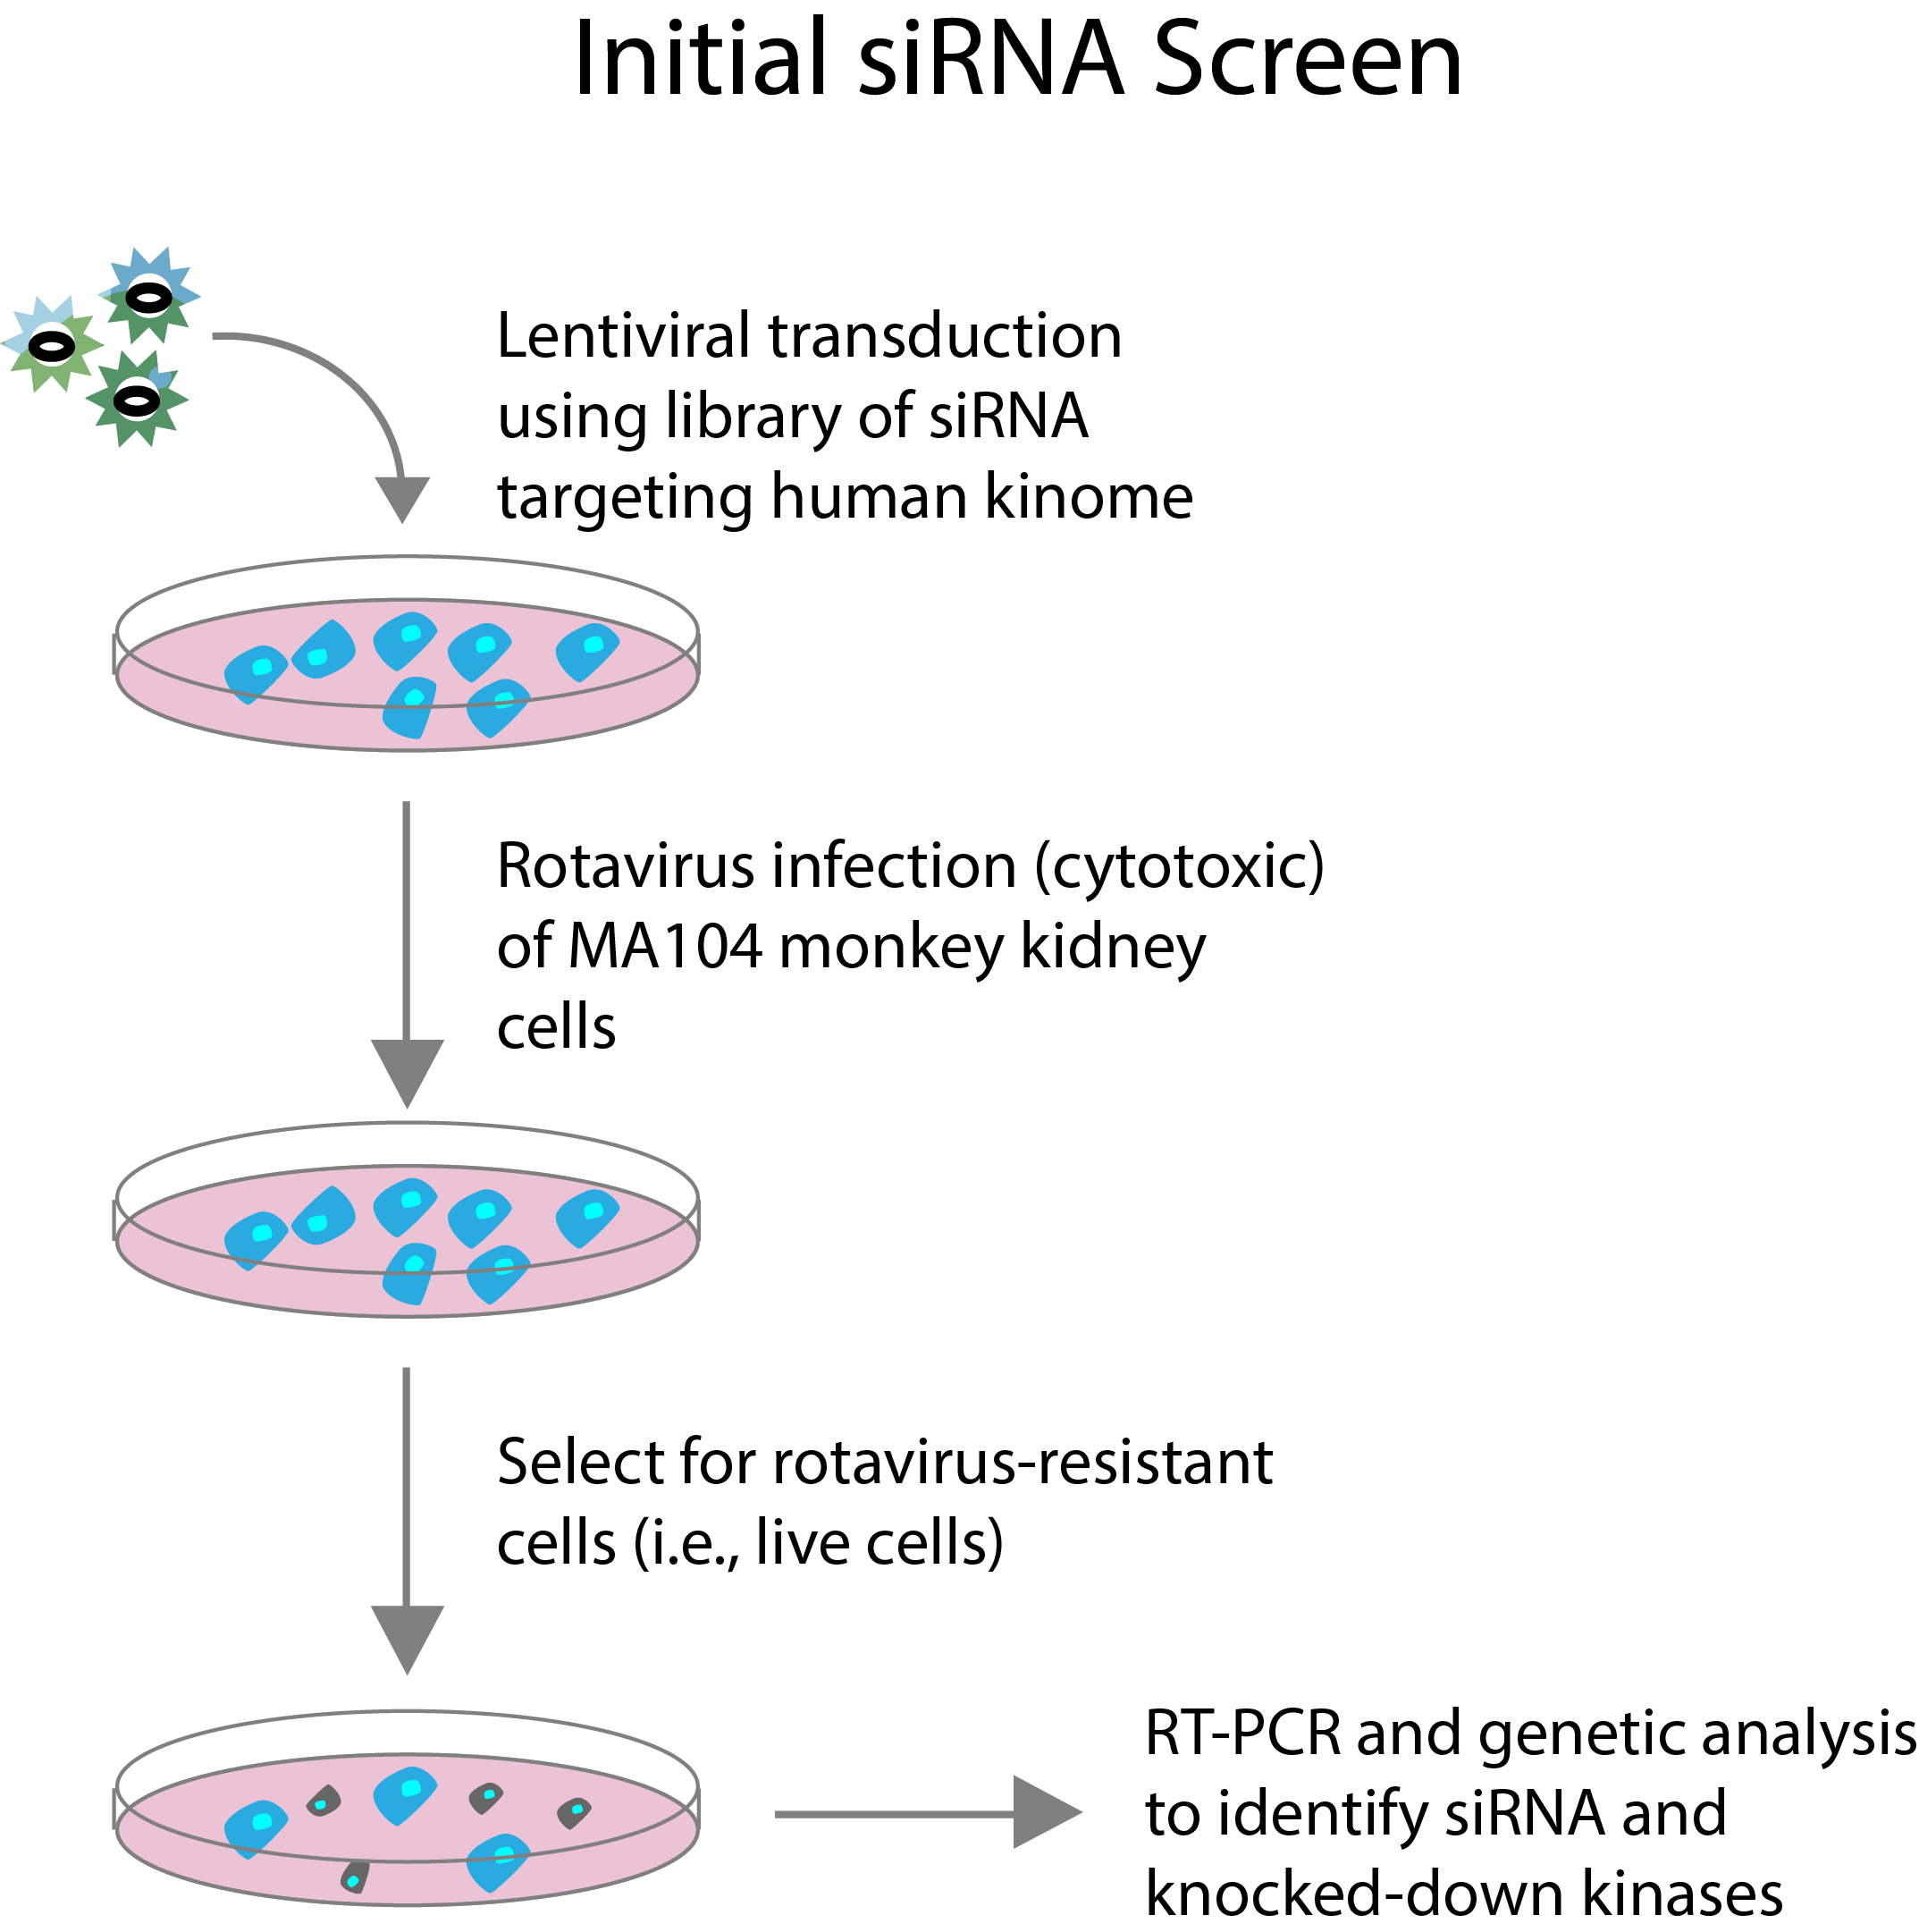 Initial siRNA Screen
Lentiviral transduction
using library of siRNA
targeting human kinome
Rotavirus infection (cytotoxic)
of MA104 monkey kidney
cells
Select for rotavirus-resistant
cells (i.e., live cells)
RT-PCR and genetic analysis
to identify siRNA and
knocked-down kinases